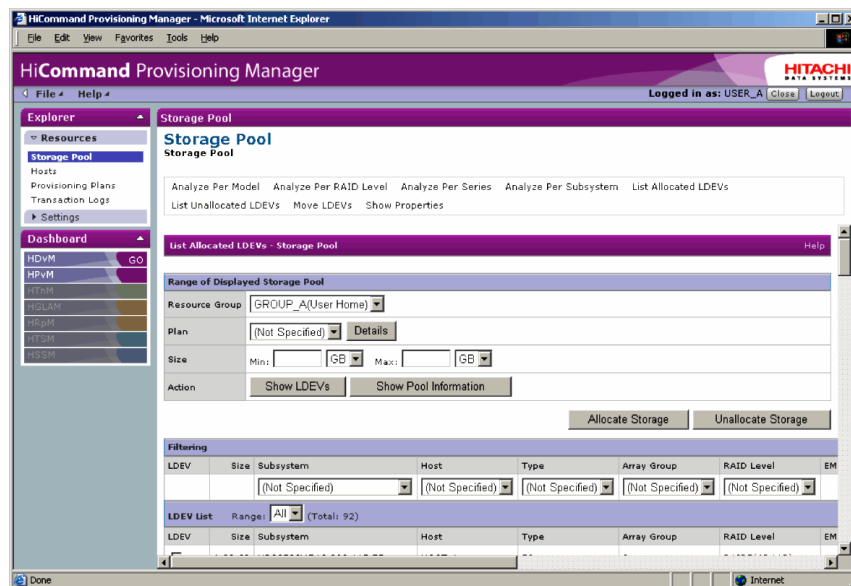 HiCommand Provisioning Manager - Microsoft Internet Explorer
File Edit View Favorites Tools Help
HiCommand Provisioning Manager
HITACHI
DATA SYSTEMS
File Help
Logged in as: USER_A Close Logout
Explorer
Resources
Storage Pool
Hosts
Provisioning Plans
Transaction Logs
Settings
Dashboard
HDvM GO
HPvM
HThM
HGLAM
HRpM
HTSM
HSSM
Storage Pool
Storage Pool
Storage Pool
Analyze Per Model Analyze Per RAID Level Analyze Per Series Analyze Per Subsystem List Allocated LDEVs
List Unallocated LDEVs Move LDEVs Show Properties
List Allocated LDEVs - Storage Pool Help
Range of Displayed Storage Pool
Resource Group GROUP_A(User Home)
Plan (Not Specified) Details
Size Min: GB Max: GB
Action Show LDEVs Show Pool Information
Allocate Storage Unallocate Storage
Filtering
LDEV Size Subsystem Host Type Array Group RAID Level EM
(Not Specified) (Not Specified) (Not Specified) (Not Specified) (Not Specified)
LDEV List Range: All (Total: 92)
LDEV Size Subsystem Host Type Array Group RAID Level EM
Done Internet